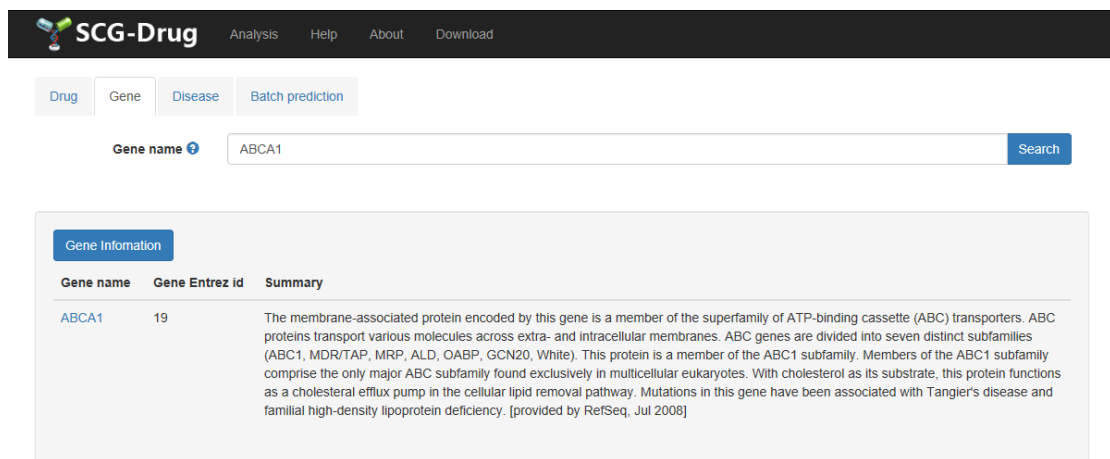 SCG-Drug Analysis Help About Download
Drug Gene Disease Batch prediction
Gene name ? ABCA1 Search
Gene Infomation
Gene name Gene Entrez id Summary
ABCA1 19 The membrane-associated protein encoded by this gene is a member of the superfamily of ATP-binding cassette (ABC) transporters. ABC
proteins transport various molecules across extra- and intracellular membranes. ABC genes are divided into seven distinct subfamilies
(ABC1, MDR/TAP, MRP, ALD, OABP, GCN20, White). This protein is a member of the ABC1 subfamily. Members of the ABC1 subfamily
comprise the only major ABC subfamily found exclusively in multicellular eukaryotes. With cholesterol as its substrate, this protein functions
as a cholesteral efflux pump in the cellular lipid removal pathway. Mutations in this gene have been associated with Tangier's disease and
familial high-density lipoprotein deficiency. [provided by RefSeq, Jul 2008]